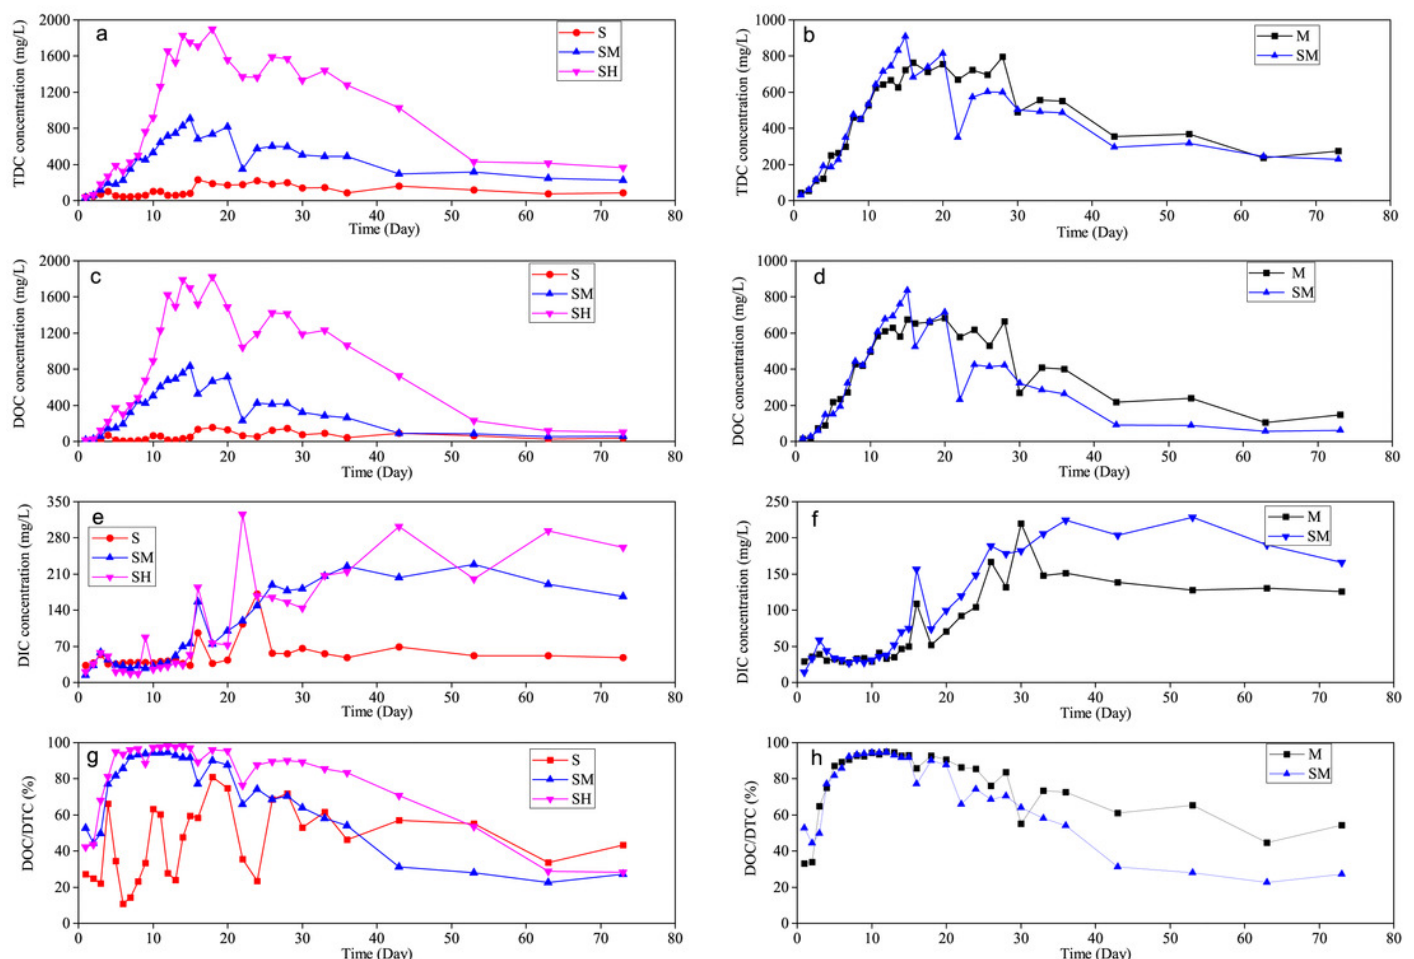 a
TDC concentration (mg/L)
2000
1600
1200
800
400
0
S
SM
SH
0 10 20 30 40 50 60 70 80
Time (Day)
b
TDC concentration (mg/L)
1000
800
600
400
200
0
M
SM
0 10 20 30 40 50 60 70 80
Time (Day)
c
DOC concentration (mg/L)
2000
1600
1200
800
400
0
S
SM
SH
0 10 20 30 40 50 60 70 80
Time (Day)
d
DOC concentration (mg/L)
1000
800
600
400
200
0
M
SM
0 10 20 30 40 50 60 70 80
Time (Day)
e
DIC concentration (mg/L)
350
280
210
140
70
0
S
SM
SH
0 10 20 30 40 50 60 70 80
Time (Day)
f
DIC concentration (mg/L)
250
200
150
100
50
0
M
SM
0 10 20 30 40 50 60 70 80
Time (Day)
g
DOC/DTC (%)
100
80
60
40
20
0
S
SM
SH
0 10 20 30 40 50 60 70 80
Time (Day)
h
DOC/DTC (%)
100
80
60
40
20
0
M
SM
0 10 20 30 40 50 60 70 80
Time (Day)